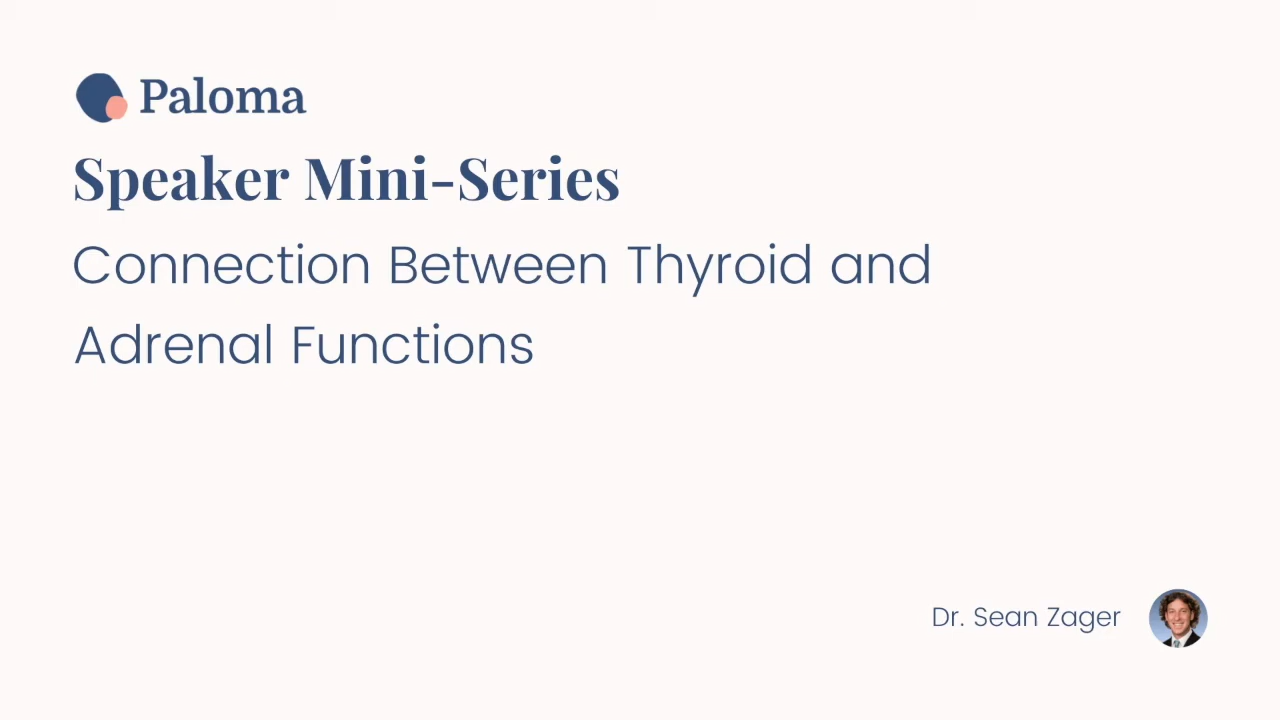 Paloma
Speaker Mini-Series
Connection Between Thyroid and
Adrenal Functions
Dr. Sean Zager